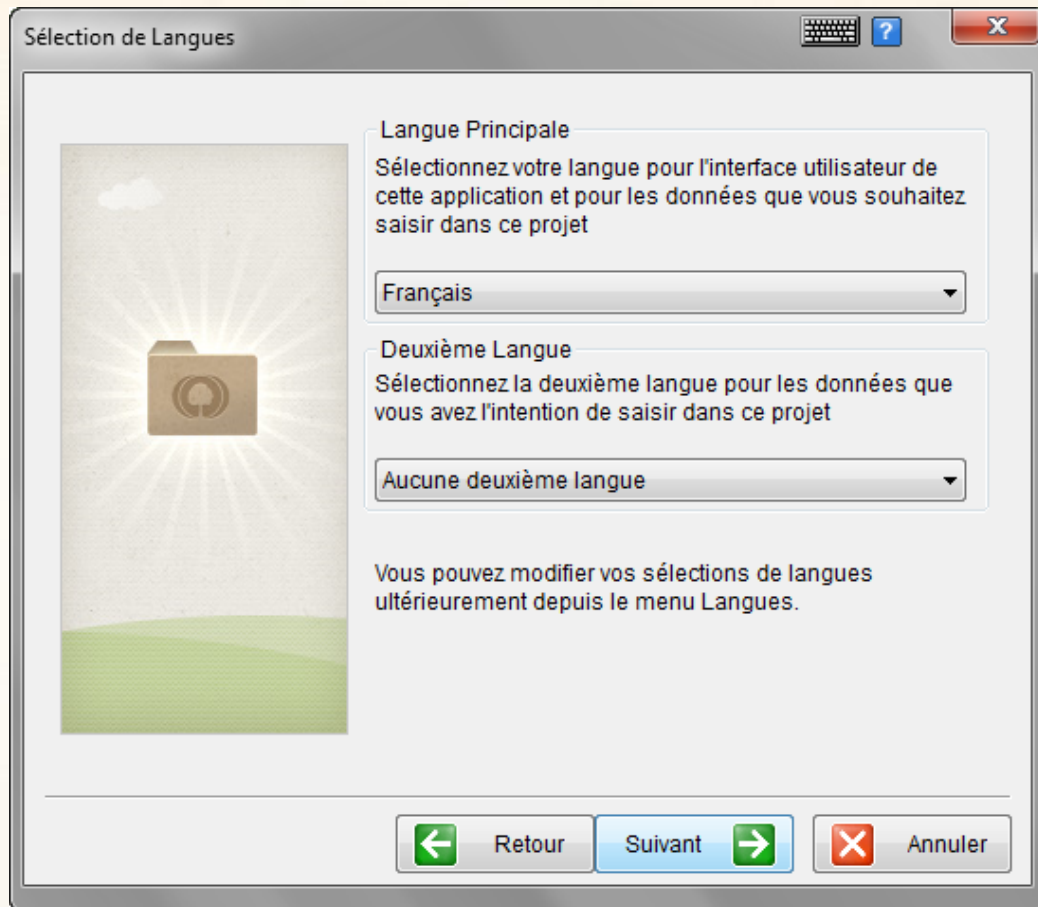 Sélection de Langues
Langue Principale
Sélectionnez votre langue pour l'interface utilisateur de
cette application et pour les données que vous souhaitez
saisir dans ce projet
Français
Deuxième Langue
Sélectionnez la deuxième langue pour les données que
vous avez l'intention de saisir dans ce projet
Aucune deuxième langue
Vous pouvez modifier vos sélections de langues
ultérieurement depuis le menu Langues.
Retour Suivant Annuler